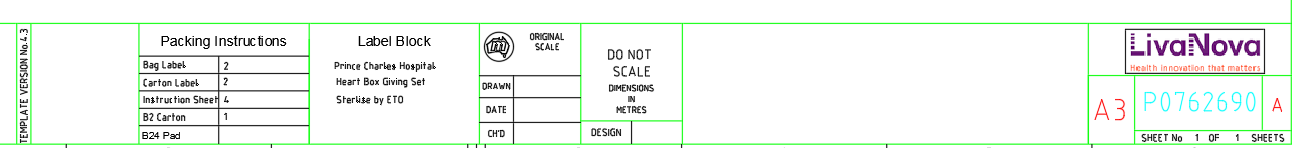 TEMPLATE VERSION No.4.3
Packing Instructions
Bag Label 2
Carton Label 2
Instruction Sheet 4
B2 Carton 1
B24 Pad
Label Block
Prince Charles Hospital
Heart Box Giving Set
Sterlise by ETO
ORIGINAL
SCALE
DRAWN
DATE
CH'D
DO NOT
SCALE
DIMENSIONS
IN
METRES
DESIGN
LivaNova
Health innovation that matters
A3
P0762690
A
SHEET No 1 OF 1 SHEETS